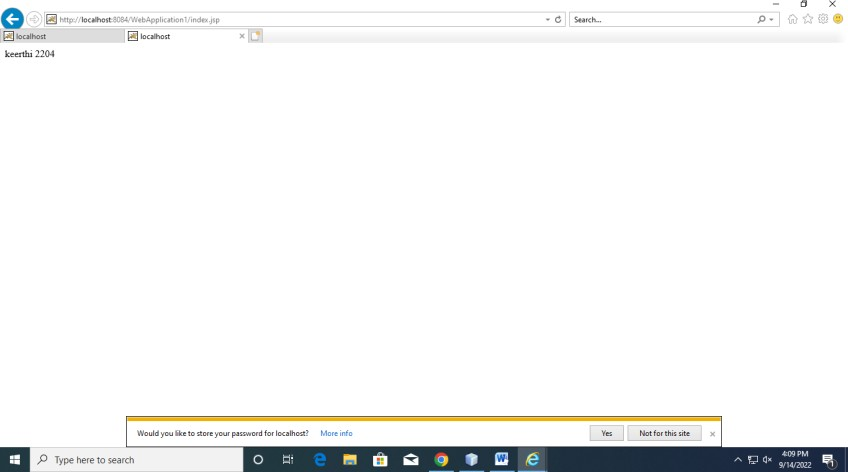 http://localhost:8084/WebApplication1/index.jsp
Search...
localhost
localhost
keerthi 2204
Would you like to store your password for localhost? More info
Yes
Not for this site
Type here to search
4:09 PM
9/14/2022